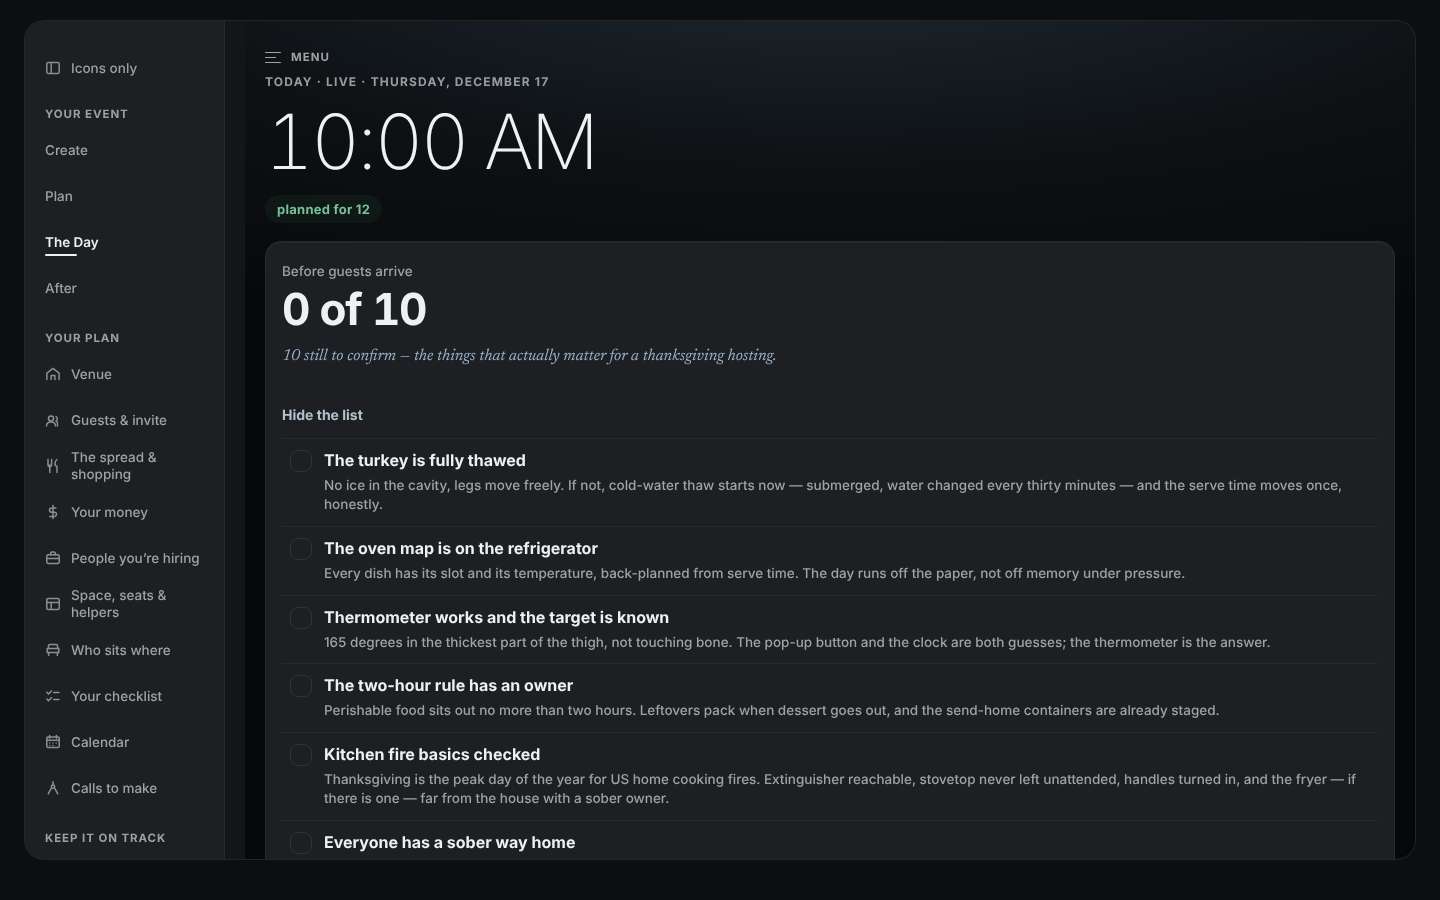 Icons only
YOUR EVENT
Create
Plan
The Day
After
YOUR PLAN
Venue
Guests & invite
The spread &
shopping
Your money
People you’re hiring
Space, seats &
helpers
Who sits where
Your checklist
Calendar
Calls to make
KEEP IT ON TRACK
MENU
TODAY · LIVE · THURSDAY, DECEMBER 17
10:00 AM
planned for 12
Before guests arrive
0 of 10
10 still to confirm — the things that actually matter for a thanksgiving hosting.
Hide the list
The turkey is fully thawed
No ice in the cavity, legs move freely. If not, cold-water thaw starts now — submerged, water changed every thirty minutes — and the serve time moves once,
honestly.
The oven map is on the refrigerator
Every dish has its slot and its temperature, back-planned from serve time. The day runs off the paper, not off memory under pressure.
Thermometer works and the target is known
165 degrees in the thickest part of the thigh, not touching bone. The pop-up button and the clock are both guesses; the thermometer is the answer.
The two-hour rule has an owner
Perishable food sits out no more than two hours. Leftovers pack when dessert goes out, and the send-home containers are already staged.
Kitchen fire basics checked
Thanksgiving is the peak day of the year for US home cooking fires. Extinguisher reachable, stovetop never left unattended, handles turned in, and the fryer — if
there is one — far from the house with a sober owner.
Everyone has a sober way home